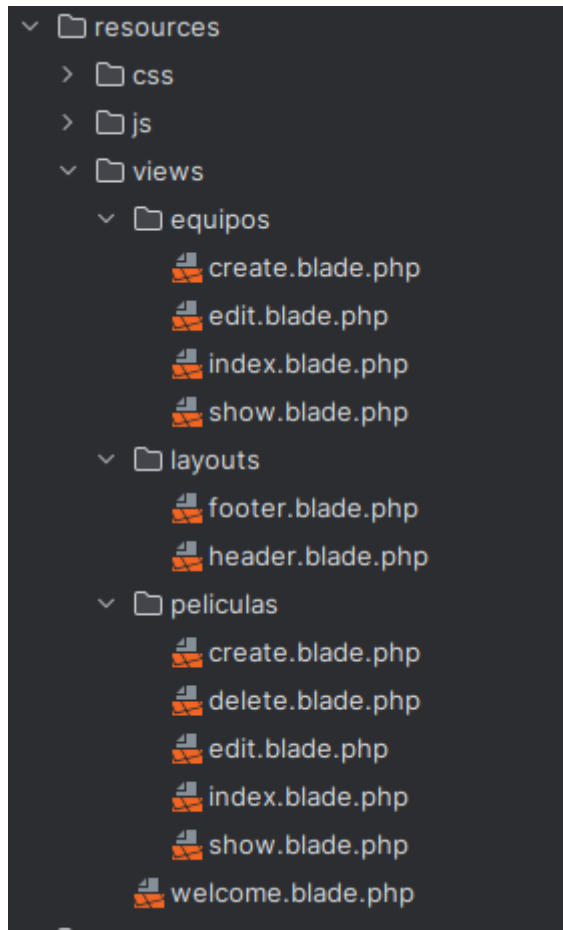 resources
css
js
views
equipos
create.blade.php
edit.blade.php
index.blade.php
show.blade.php
layouts
footer.blade.php
header.blade.php
peliculas
create.blade.php
delete.blade.php
edit.blade.php
index.blade.php
show.blade.php
welcome.blade.php